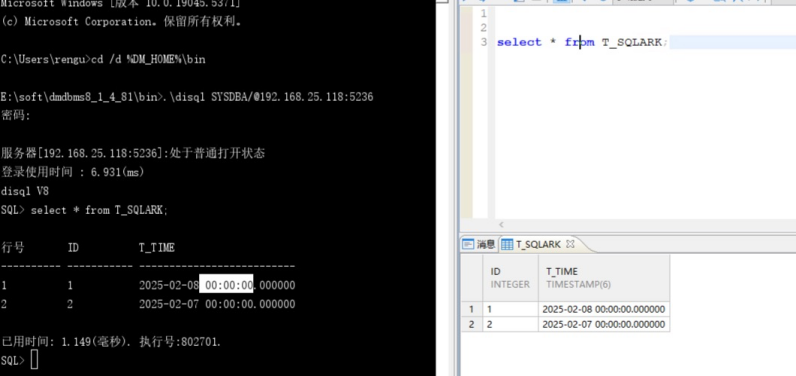 Microsoft Windows [版本 10.0.19045.5371]
(c) Microsoft Corporation。保留所有权利。
C:\Users\rengu>cd /d %DM_HOME%\bin
E:\soft\dmdbms8_1_4_81\bin>.\disql SYSDBA/@192.168.25.118:5236
密码:
服务器[192.168.25.118:5236]:处于普通打开状态
登录使用时间 : 6.931(ms)
disql V8
SQL> select * from T_SQLARK;
行号 ID T_TIME
---------- ----------- --------------------------
1 1 2025-02-08 00:00:00.000000
2 2 2025-02-07 00:00:00.000000
已用时间: 1.149(毫秒). 执行号:802701.
SQL>
1
2
3 select * from T_SQLARK;
消息 T_SQLARK
ID T_TIME
INTEGER TIMESTAMP(6)
1 1 2025-02-08 00:00:00.000000
2 2 2025-02-07 00:00:00.000000